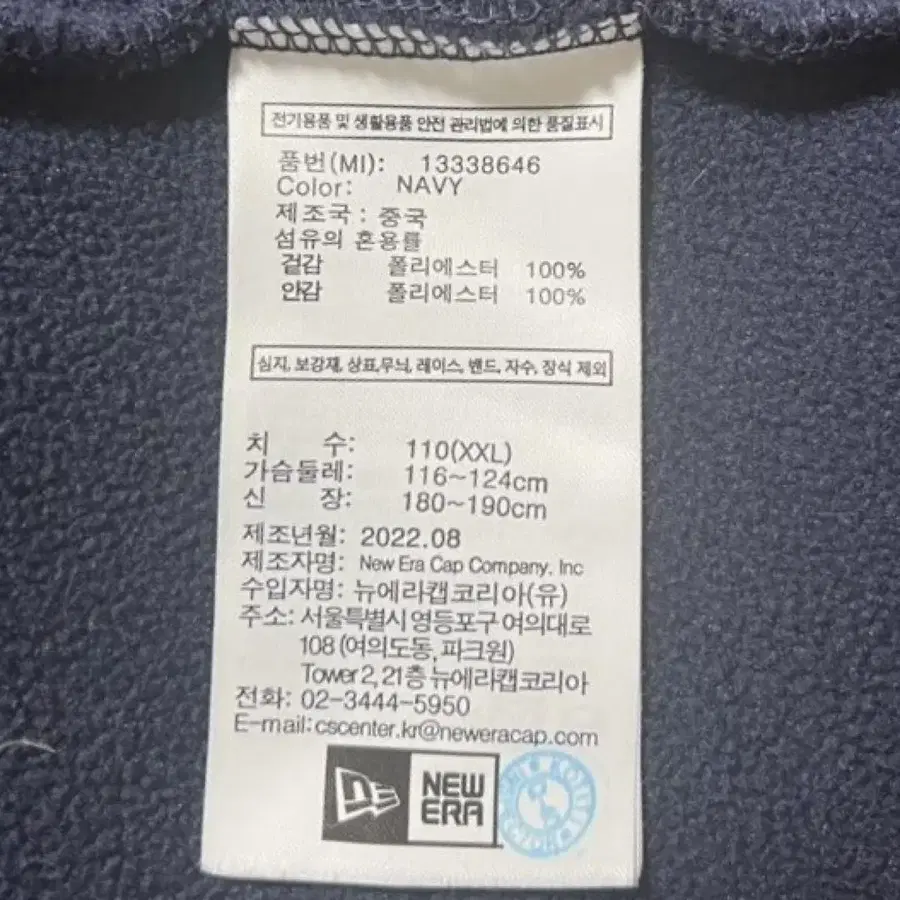 전기용품 및 생활용품 안전 관리법에 의한 품질표시
품번(MI): 13338646
Color: NAVY
제조국 : 중국
섬유의 혼용률
겉감 폴리에스터 100%
안감 폴리에스터 100%
심지, 보강재, 상표,무늬, 레이스, 밴드, 자수, 장식 제외
치 수: 110(XXL)
가슴둘레: 116~124cm
신 장: 180~190cm
제조년월: 2022.08
제조자명: New Era Cap Company, Inc
수입자명: 뉴에라캡코리아(유)
주소: 서울특별시 영등포구 여의대로
108 (여의도동, 파크원)
Tower 2, 21층 뉴에라캡코리아
전화: 02-3444-5950
E-mail: cscenter.kr@neweracap.com
NEW
ERA